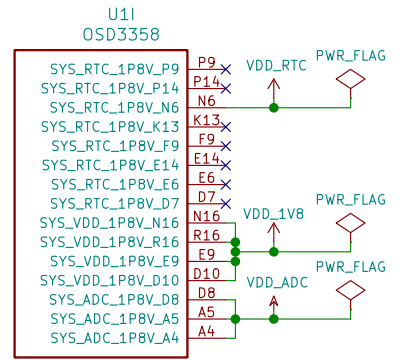 U1I
OSD3358
SYS_RTC_1P8V_P9 P9
SYS_RTC_1P8V_P14 P14
SYS_RTC_1P8V_N6 N6
SYS_RTC_1P8V_K13 K13
SYS_RTC_1P8V_F9 F9
SYS_RTC_1P8V_E14 E14
SYS_RTC_1P8V_E6 E6
SYS_RTC_1P8V_D7 D7
SYS_VDD_1P8V_N16 N16
SYS_VDD_1P8V_R16 R16
SYS_VDD_1P8V_E9 E9
SYS_VDD_1P8V_D10 D10
SYS_ADC_1P8V_D8 D8
SYS_ADC_1P8V_A5 A5
SYS_ADC_1P8V_A4 A4
VDD_RTC
PWR_FLAG
VDD_1V8
PWR_FLAG
VDD_ADC
PWR_FLAG